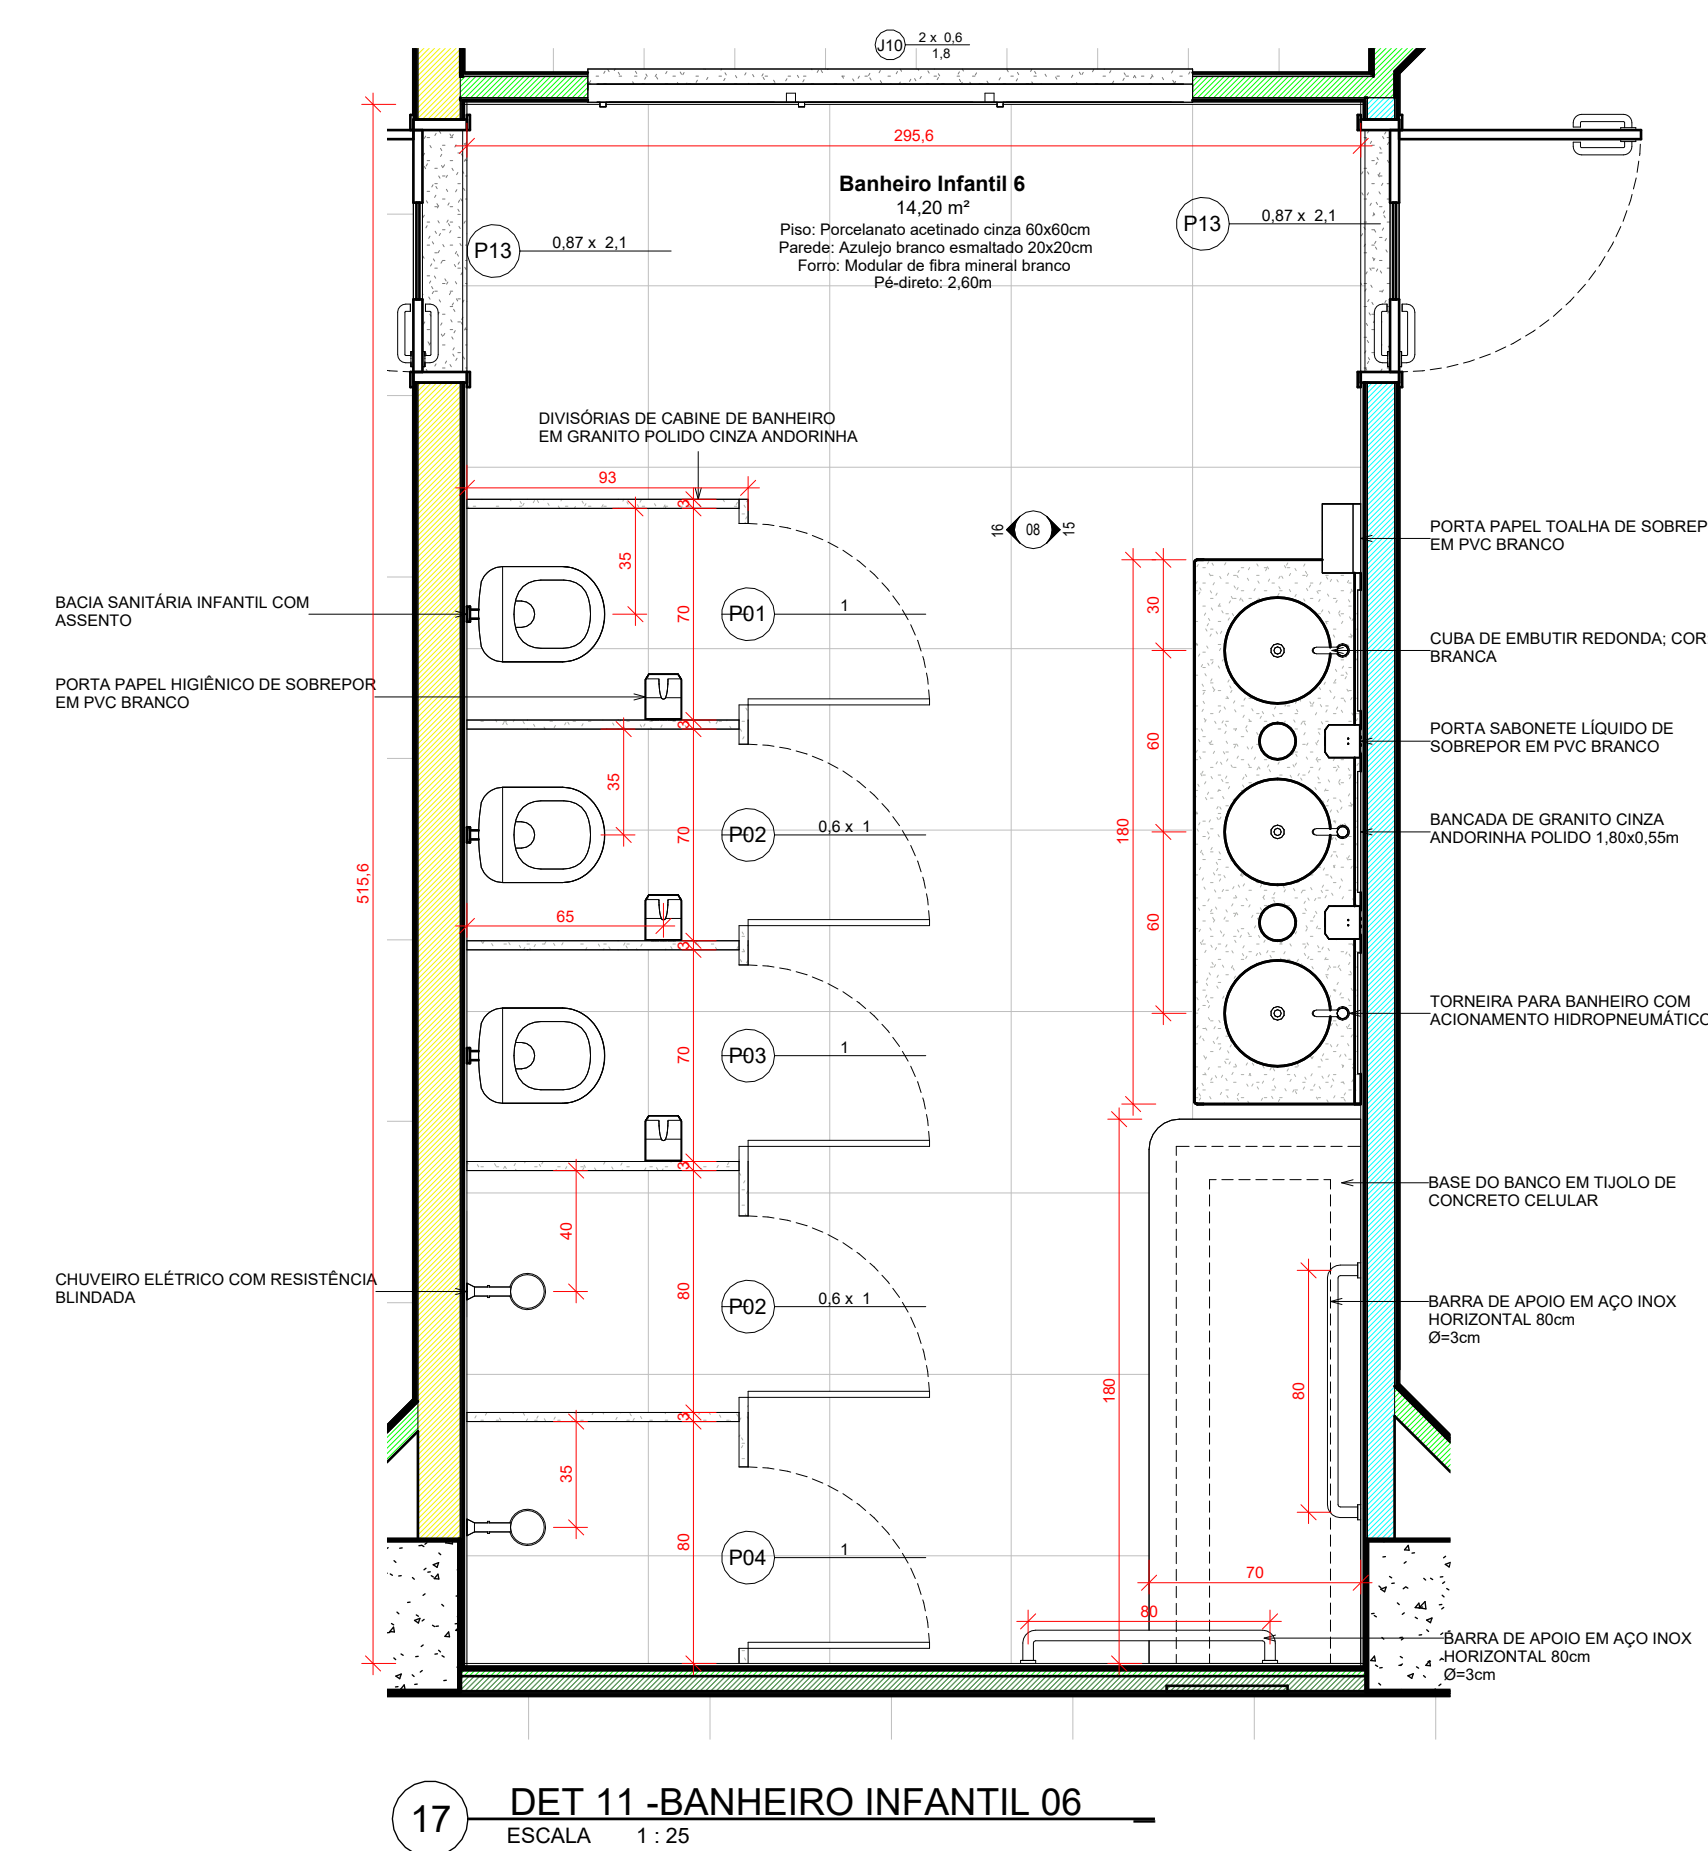 J10
2 x 0,6
1,8
295,6
Banheiro Infantil 6
14,20 m²
Piso: Porcelanato acetinado cinza 60x60cm
Parede: Azulejo branco esmaltado 20x20cm
Forro: Modular de fibra mineral branco
Pé-direto: 2,60m
P13
0,87 x 2,1
P13
0,87 x 2,1
DIVISÓRIAS DE CABINE DE BANHEIRO
EM GRANITO POLIDO CINZA ANDORINHA
93
3
35
70
16
08
15
PORTA PAPEL TOALHA DE SOBREP
EM PVC BRANCO
BACIA SANITÁRIA INFANTIL COM
ASSENTO
P01
1
30
CUBA DE EMBUTIR REDONDA; COR
BRANCA
PORTA PAPEL HIGIÊNICO DE SOBREPOR
EM PVC BRANCO
3
60
PORTA SABONETE LÍQUIDO DE
SOBREPOR EM PVC BRANCO
35
70
P02
0,6 x 1
180
BANCADA DE GRANITO CINZA
ANDORINHA POLIDO 1,80x0,55m
515,6
65
3
60
70
P03
1
TORNEIRA PARA BANHEIRO COM
ACIONAMENTO HIDROPNEUMÁTICO
3
BASE DO BANCO EM TIJOLO DE
CONCRETO CELULAR
40
80
CHUVEIRO ELÉTRICO COM RESISTÊNCIA
BLINDADA
P02
0,6 x 1
BARRA DE APOIO EM AÇO INOX
HORIZONTAL 80cm
Ø=3cm
180
80
3
35
80
P04
1
70
80
BARRA DE APOIO EM AÇO INOX
HORIZONTAL 80cm
Ø=3cm
17
DET 11 -BANHEIRO INFANTIL 06
ESCALA 1 : 25